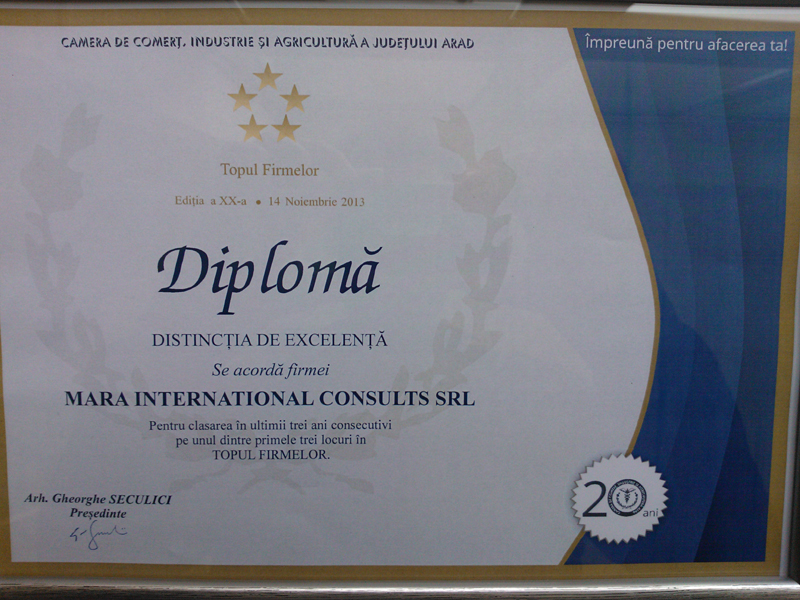 CAMERA DE COMERȚ, INDUSTRIE ȘI AGRICULTURĂ A JUDEȚULUI ARAD
Împreună pentru afacerea ta!
Topul Firmelor
Ediția a XX-a • 14 Noiembrie 2013
Diplomă
DISTINCȚIA DE EXCELENȚĂ
Se acordă firmei
MARA INTERNATIONAL CONSULTS SRL
Pentru clasarea în ultimii trei ani consecutivi
pe unul dintre primele trei locuri în
TOPUL FIRMELOR.
Arh. Gheorghe SECULICI
Președinte
20 ani